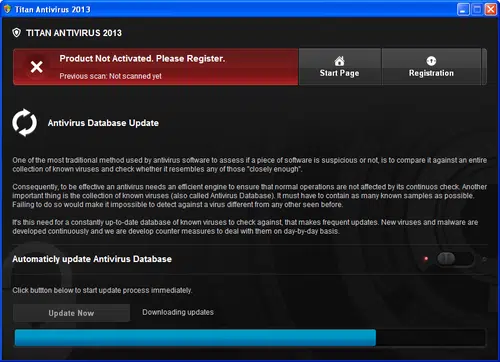 Titan Antivirus 2013
TITAN ANTIVIRUS 2013
Product Not Activated. Please Register.
Previous scan: Not scanned yet
Start Page
Registration
Antivirus Database Update
One of the most traditional method used by antivirus software to assess if a piece of software is suspicious or not, is to compare it against an entire
collection of known viruses and check whether it resembles any of those "closely enough".
Consequently, to be effective an antivirus needs an efficient engine to ensure that normal operations are not affected by its continuos check. Another
important thing is the collection of known viruses (also called Antivirus Database). It must have to contain as many known samples as possible.
Failing to do so would make it impossible to detect against a virus different from any other seen before.
It's this need for a constantly up-to-date database of known viruses to check against, that makes frequent updates. New viruses and malware are
developed continuously and we are develop counter measures to deal with them on day-by-day basis.
Automaticly update Antivirus Database
Click buttton below to start update process immediately.
Update Now
Downloading updates